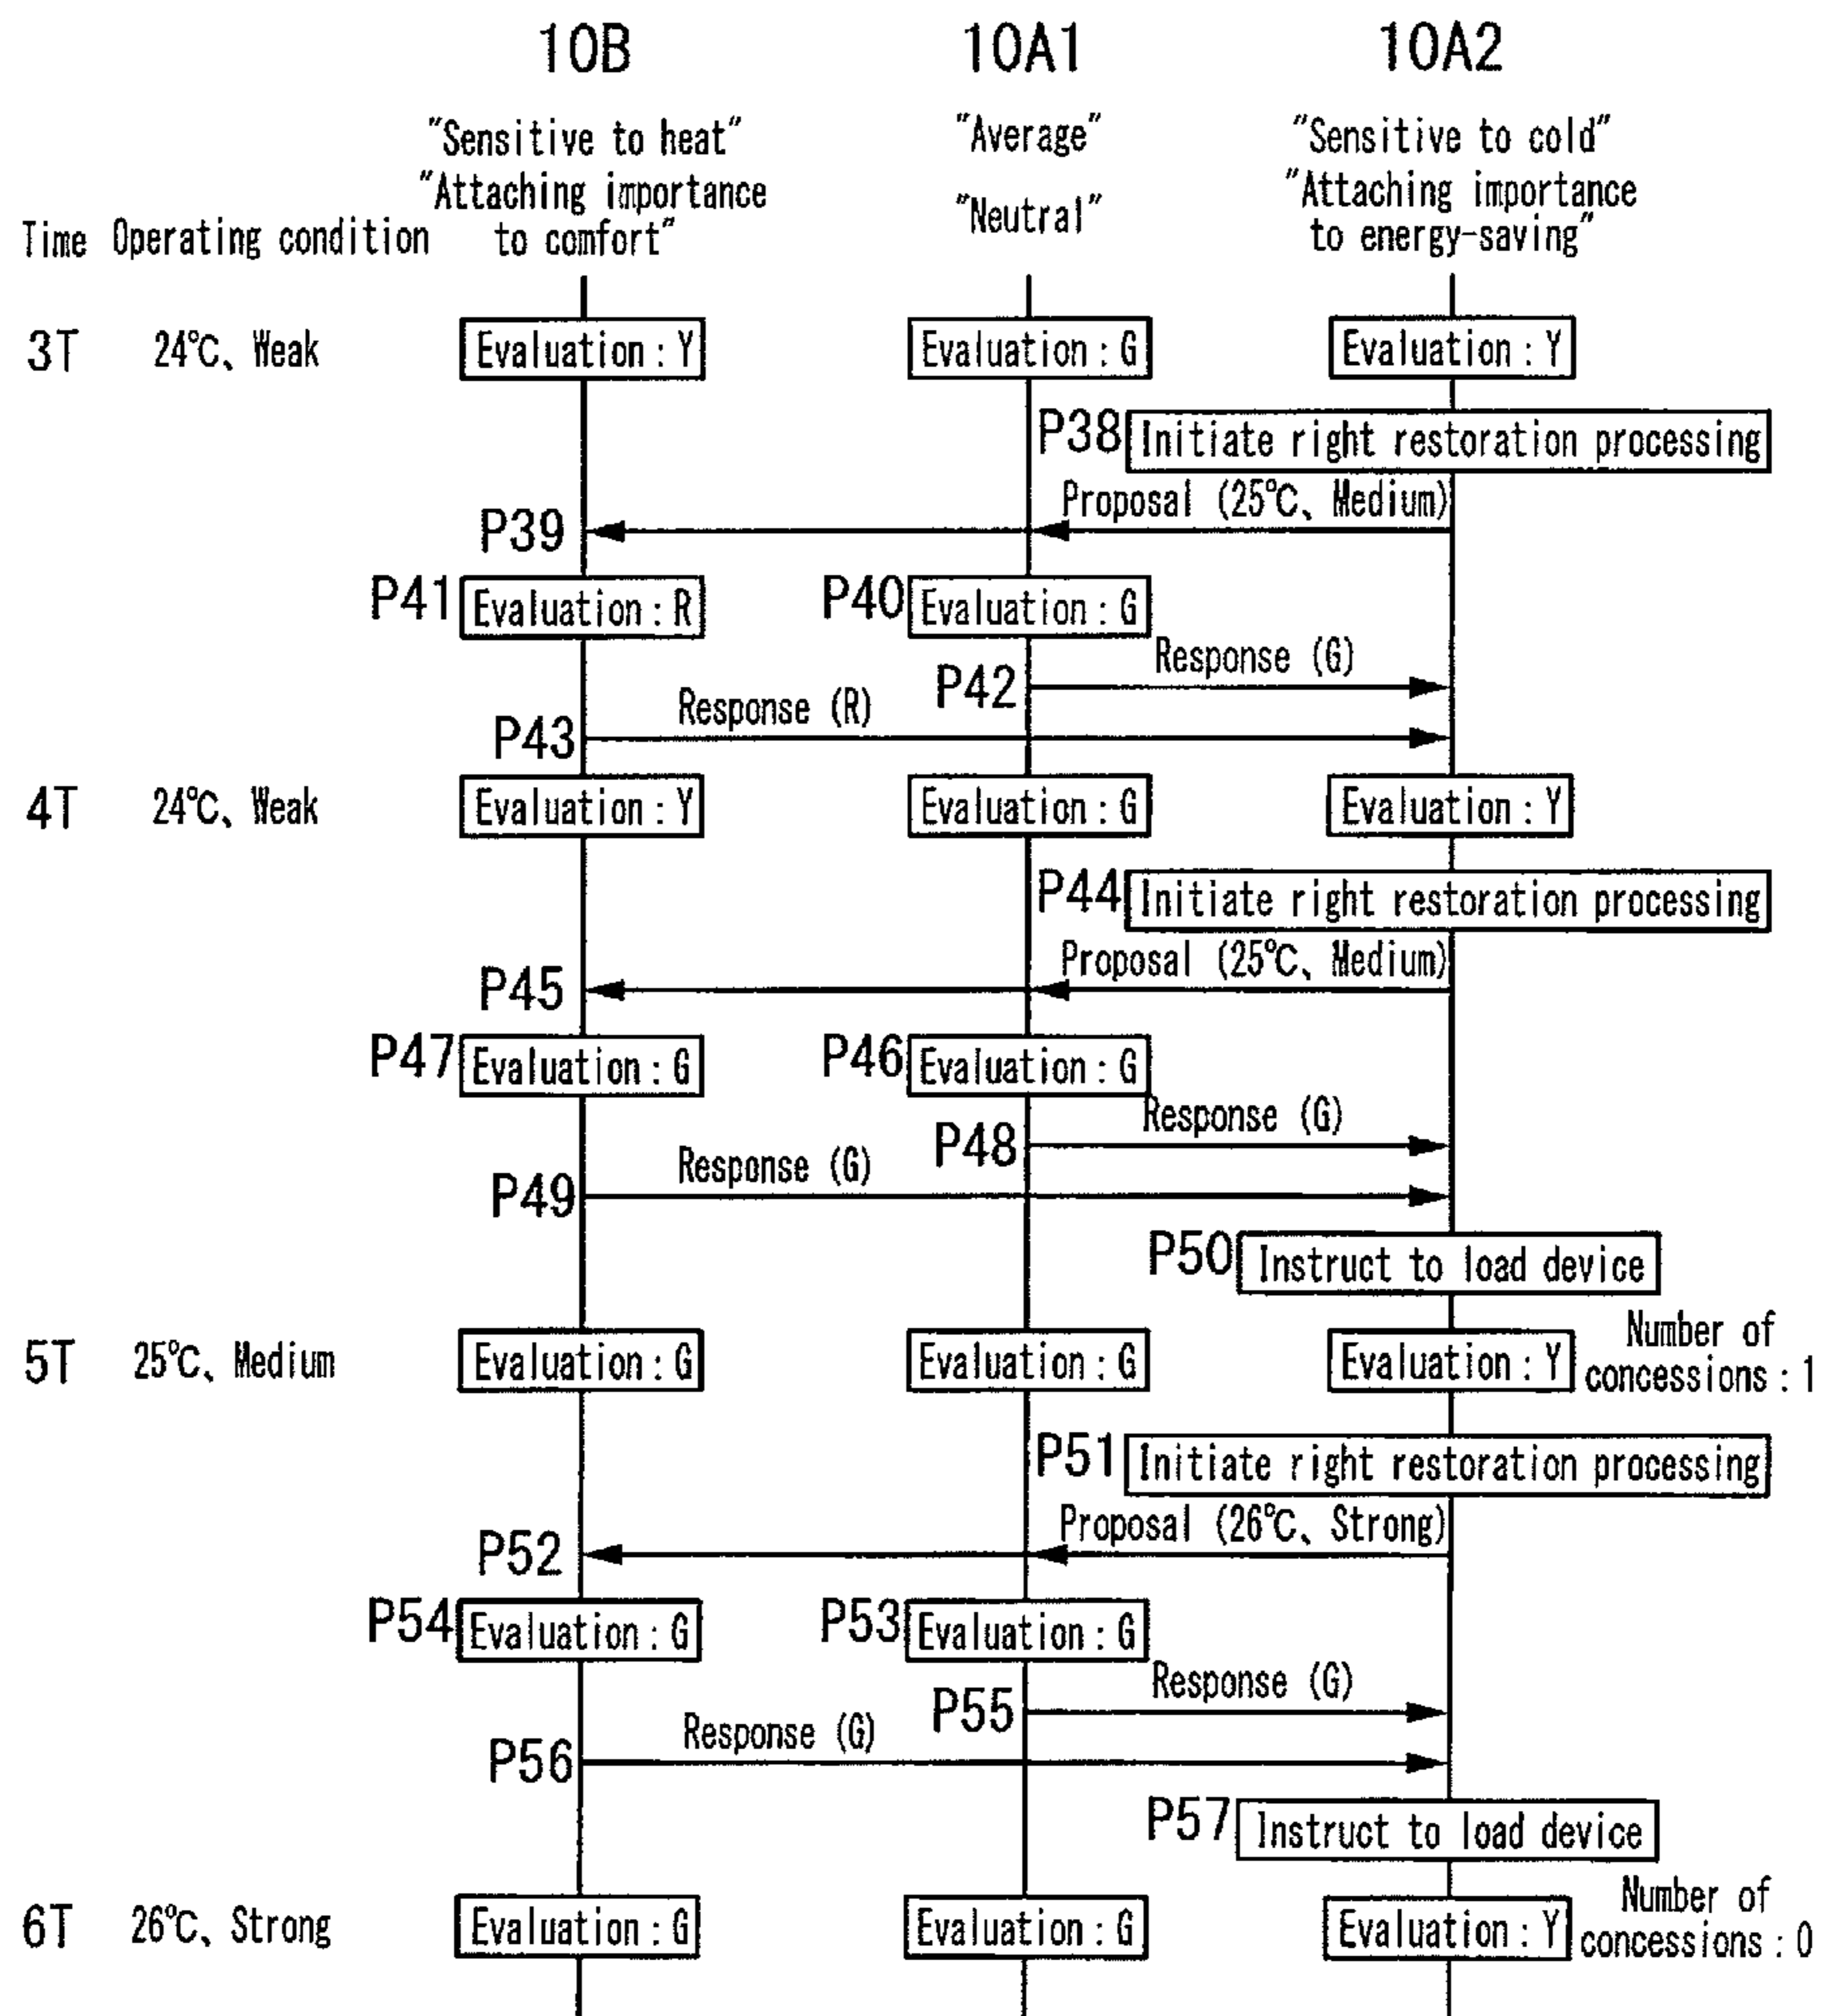 10B 10A1 10A2
"Sensitive to heat" "Average" "Sensitive to cold"
"Attaching importance "Neutral" "Attaching importance
Time Operating condition to comfort" to energy-saving"
3T 24℃、Weak Evaluation : Y Evaluation : G Evaluation : Y
P38 Initiate right restoration processing
Proposal (25℃、Medium)
P39
P41 Evaluation : R P40 Evaluation : G
Response (G)
P42
Response (R)
P43
4T 24℃、Weak Evaluation : Y Evaluation : G Evaluation : Y
P44 Initiate right restoration processing
Proposal (25℃、Medium)
P45
P47 Evaluation : G P46 Evaluation : G
Response (G)
P48
Response (G)
P49
P50 Instruct to load device
5T 25℃、Medium Evaluation : G Evaluation : G Evaluation : Y Number of
concessions : 1
P51 Initiate right restoration processing
Proposal (26℃、Strong)
P52
P54 Evaluation : G P53 Evaluation : G
Response (G)
P55
Response (G)
P56
P57 Instruct to load device
6T 26℃、Strong Evaluation : G Evaluation : G Evaluation : Y Number of
concessions : 0